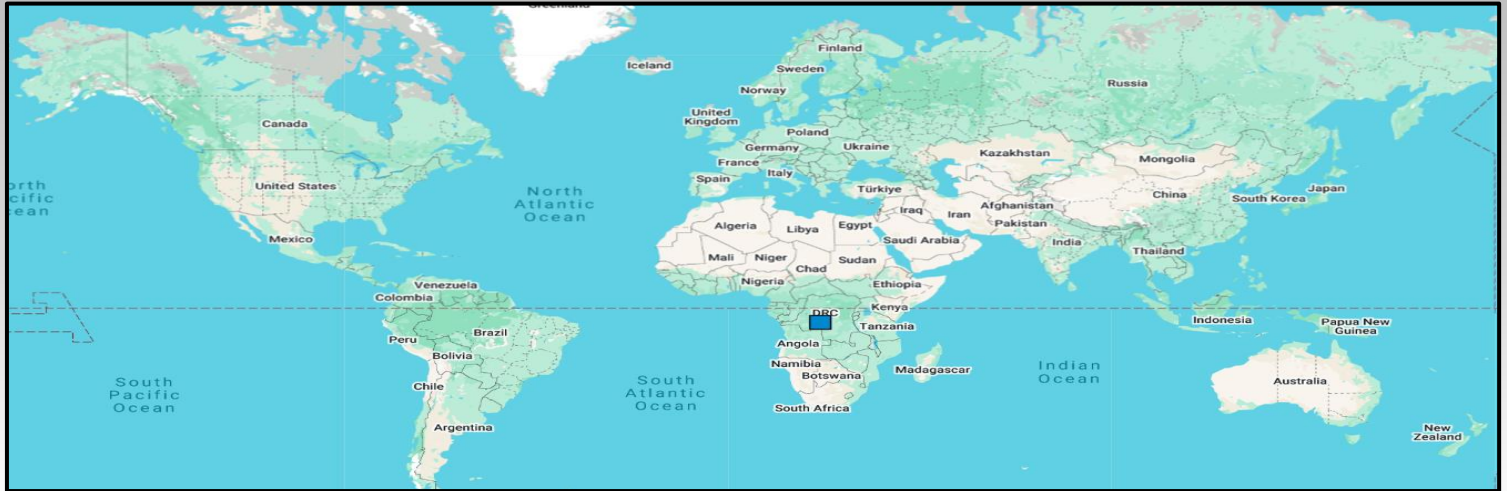 Greenland
Iceland
Finland
Sweden
Norway
Russia
Canada
United
Kingdom
Poland
Germany
Ukraine
France
Kazakhstan
Mongolia
Italy
Spain
United States
North
Atlantic
Ocean
Türkiye
China
Japan
South Korea
Iraq
Iran
Afghanistan
Pakistan
Algeria
Libya
Egypt
Mexico
Saudi Arabia
India
Thailand
Mali
Niger
Chad
Sudan
Nigeria
Ethiopia
Venezuela
Colombia
Kenya
DRC
Indonesia
Papua New
Guinea
Tanzania
Brazil
Peru
Angola
Bolivia
Namibia
Botswana
Madagascar
Indian
Ocean
Chile
South
Pacific
Ocean
South
Atlantic
Ocean
Australia
South Africa
Argentina
New
Zealand